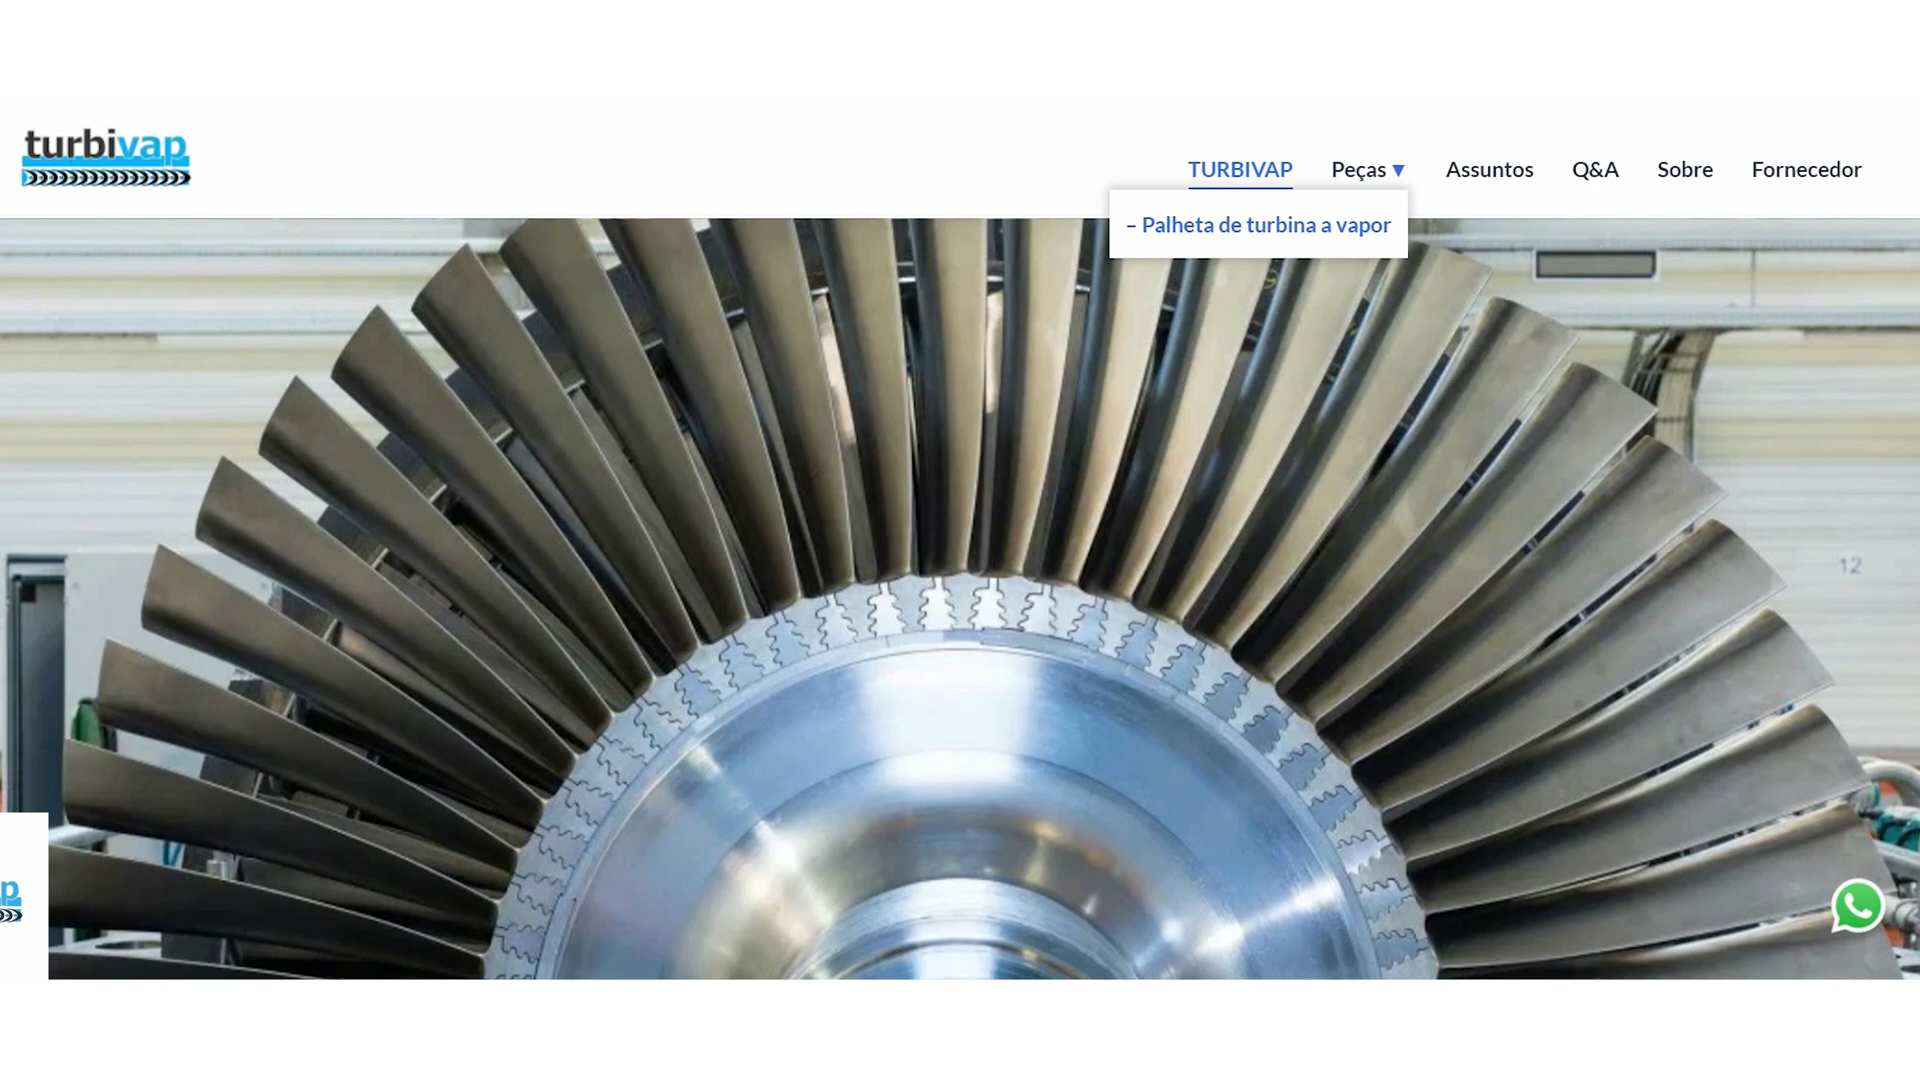 turbivap
TURBIVAP Peças ▼ Assuntos Q&A Sobre Fornecedor
– Palheta de turbina a vapor
12
p